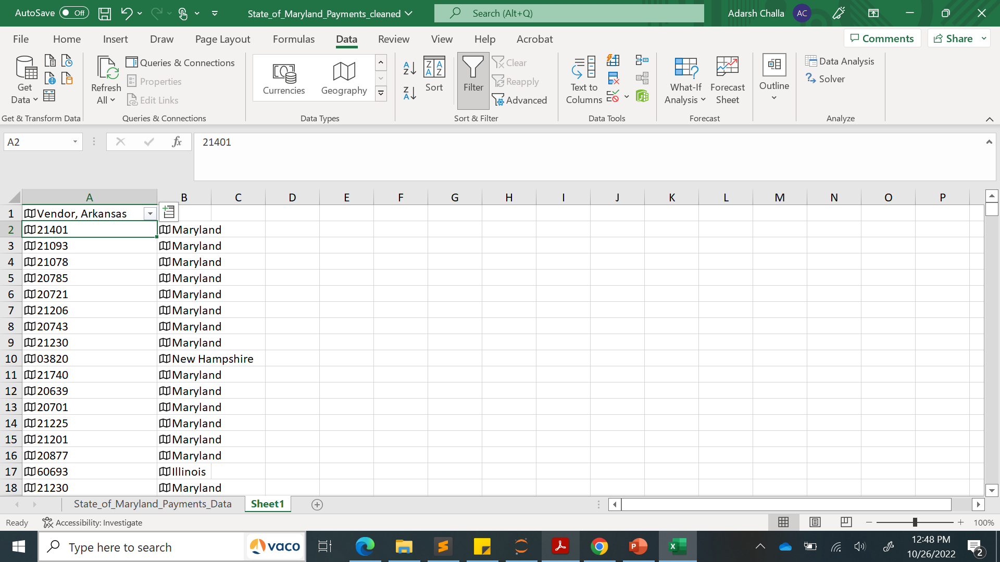 AutoSave Off State_of_Maryland_Payments_cleaned Search (Alt+Q) Adarsh Challa AC
File Home Insert Draw Page Layout Formulas Data Review View Help Acrobat Comments Share
Get Data
Get & Transform Data
Refresh All
Queries & Connections
Properties
Edit Links
Queries & Connections
Currencies Geography
Data Types
Sort
Filter
Clear
Reapply
Advanced
Sort & Filter
Text to Columns
Data Tools
What-If Analysis
Forecast Sheet
Forecast
Outline
Data Analysis
Solver
Analyze
A2 fx 21401
A B C D E F G H I J K L M N O P
1 Vendor, Arkansas
2 21401 Maryland
3 21093 Maryland
4 21078 Maryland
5 20785 Maryland
6 20721 Maryland
7 21206 Maryland
8 20743 Maryland
9 21230 Maryland
10 03820 New Hampshire
11 21740 Maryland
12 20639 Maryland
13 20701 Maryland
14 21225 Maryland
15 21201 Maryland
16 20877 Maryland
17 60693 Illinois
18 21230 Maryland
State_of_Maryland_Payments_Data Sheet1
Ready Accessibility: Investigate 100%
Type here to search vaco 12:48 PM
10/26/2022 2